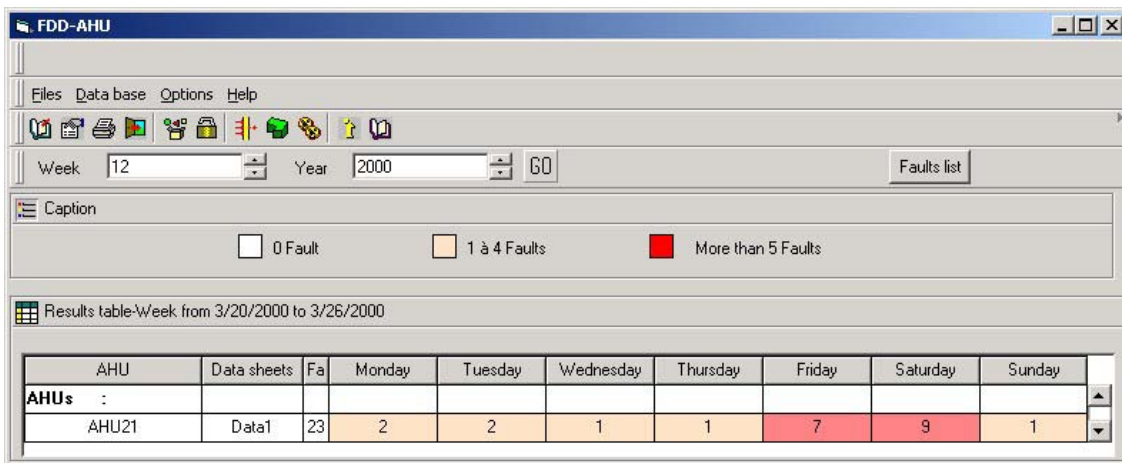 FDD-AHU
Files Data base Options Help
Week 12 Year 2000 GO Faults list
Caption
0 Fault 1 à 4 Faults More than 5 Faults
Results table-Week from 3/20/2000 to 3/26/2000
AHU Data sheets Fa Monday Tuesday Wednesday Thursday Friday Saturday Sunday
AHUs :
AHU21 Data1 23 2 2 1 1 7 9 1